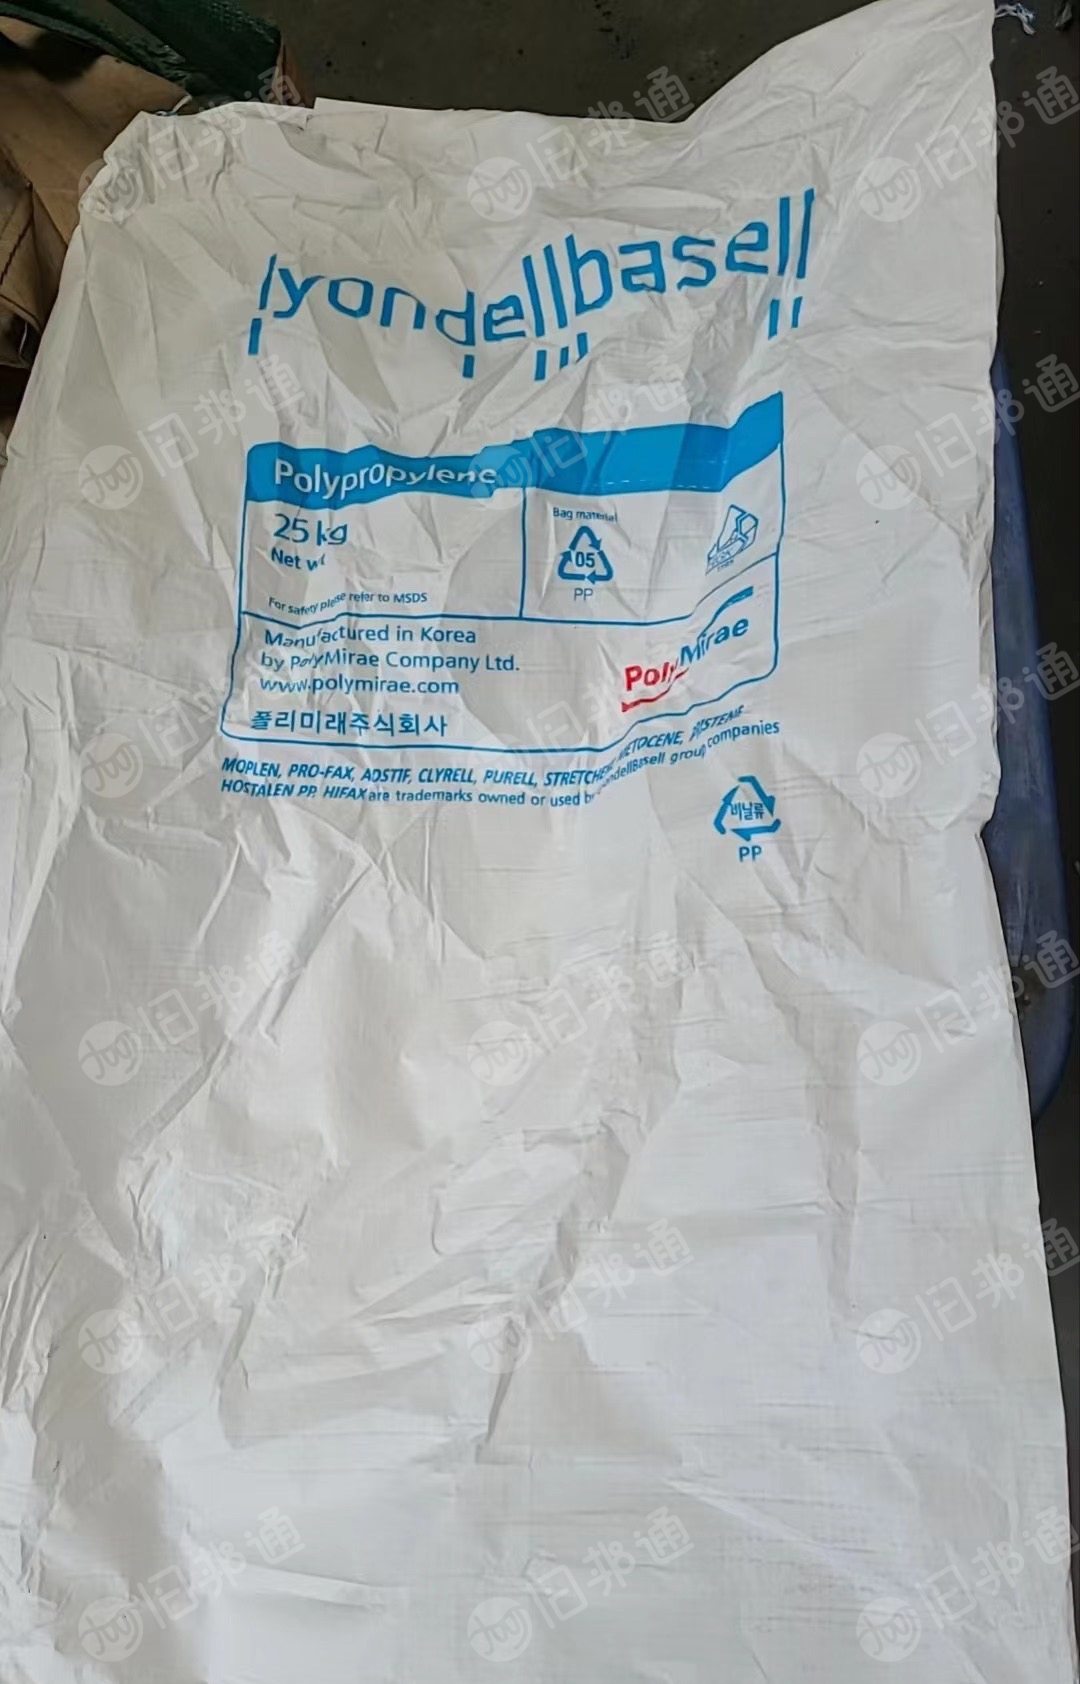 lyondellbasell
Polypropylene
25 kg
Net wt
For safety please refer to MSDS
Bag material
05
PP
Manufactured in Korea
by PolyMirae Company Ltd.
www.polymirae.com
폴리미래주식회사
PolyMirae
MOPLEN, PRO-FAX, ADSTIF, CLYRELL, PURELL, METOCENE,
HOSTALEN PP, HIFAX are trademarks owned or used by LyondellBasell group companies
비닐류
PP
旧邦通